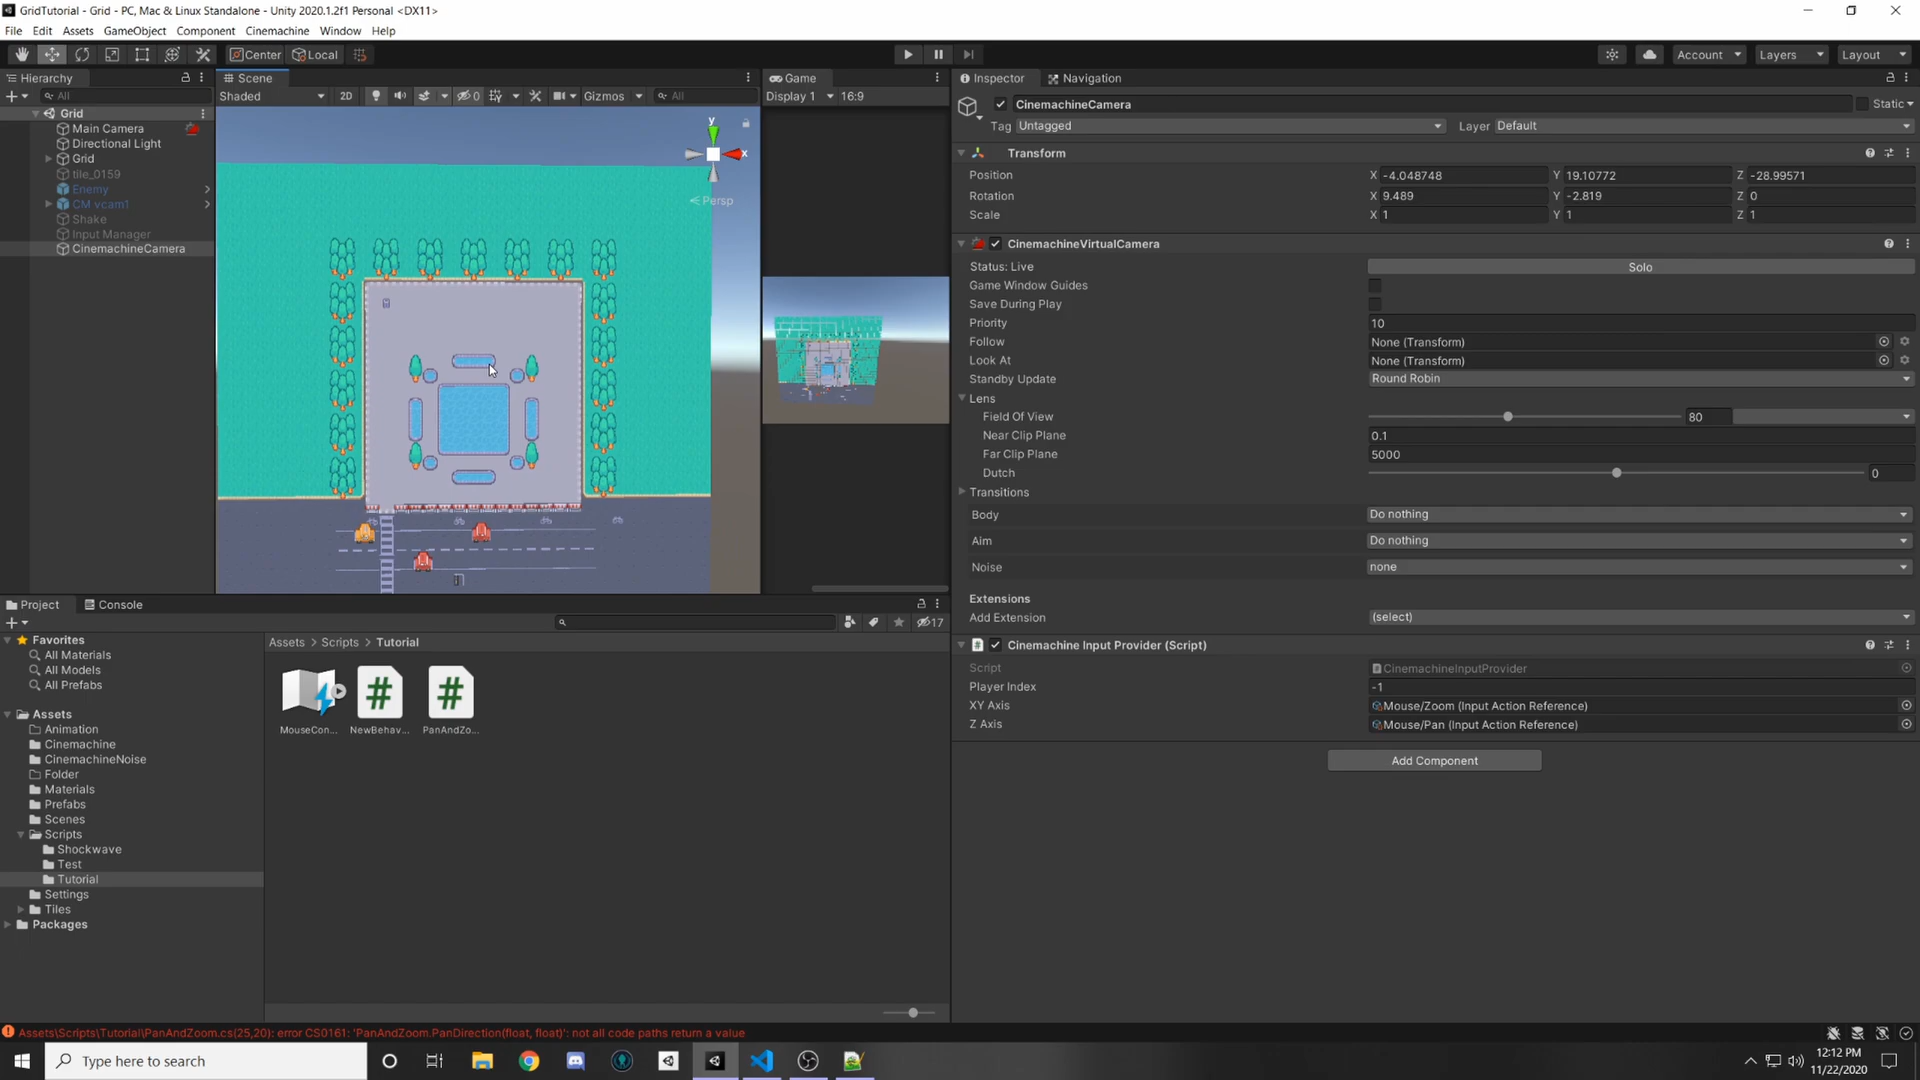 GridTutorial - Grid - PC, Mac & Linux Standalone - Unity 2020.1.2f1 Personal <DX11>
File Edit Assets GameObject Component Cinemachine Window Help
Center Local
Account Layers Layout
Hierarchy
All
Grid
Main Camera
Directional Light
Grid
tile_0159
Enemy
CM vcam1
Shake
Input Manager
CinemachineCamera
Scene
Shaded 2D 0 Gizmos All
y
x
Persp
Game
Display 1 16:9
Inspector Navigation
CinemachineCamera Static
Tag Untagged Layer Default
Transform
Position X -4.048748 Y 19.10772 Z -28.99571
Rotation X 9.489 Y -2.819 Z 0
Scale X 1 Y 1 Z 1
CinemachineVirtualCamera
Status: Live Solo
Game Window Guides
Save During Play
Priority 10
Follow None (Transform)
Look At None (Transform)
Standby Update Round Robin
Lens
Field Of View 80
Near Clip Plane 0.1
Far Clip Plane 5000
Dutch 0
Transitions
Body Do nothing
Aim Do nothing
Noise none
Extensions
Add Extension (select)
Cinemachine Input Provider (Script)
Script CinemachineInputProvider
Player Index -1
XY Axis Mouse/Zoom (Input Action Reference)
Z Axis Mouse/Pan (Input Action Reference)
Add Component
Project Console
17
Favorites
All Materials
All Models
All Prefabs
Assets
Animation
Cinemachine
CinemachineNoise
Folder
Materials
Prefabs
Scenes
Scripts
Shockwave
Test
Tutorial
Settings
Tiles
Packages
Assets > Scripts > Tutorial
MouseCon... NewBehav... PanAndZo...
Assets\Scripts\Tutorial\PanAndZoom.cs(25,20): error CS0161: 'PanAndZoom.PanDirection(float, float)': not all code paths return a value
Type here to search
12:12 PM
11/22/2020